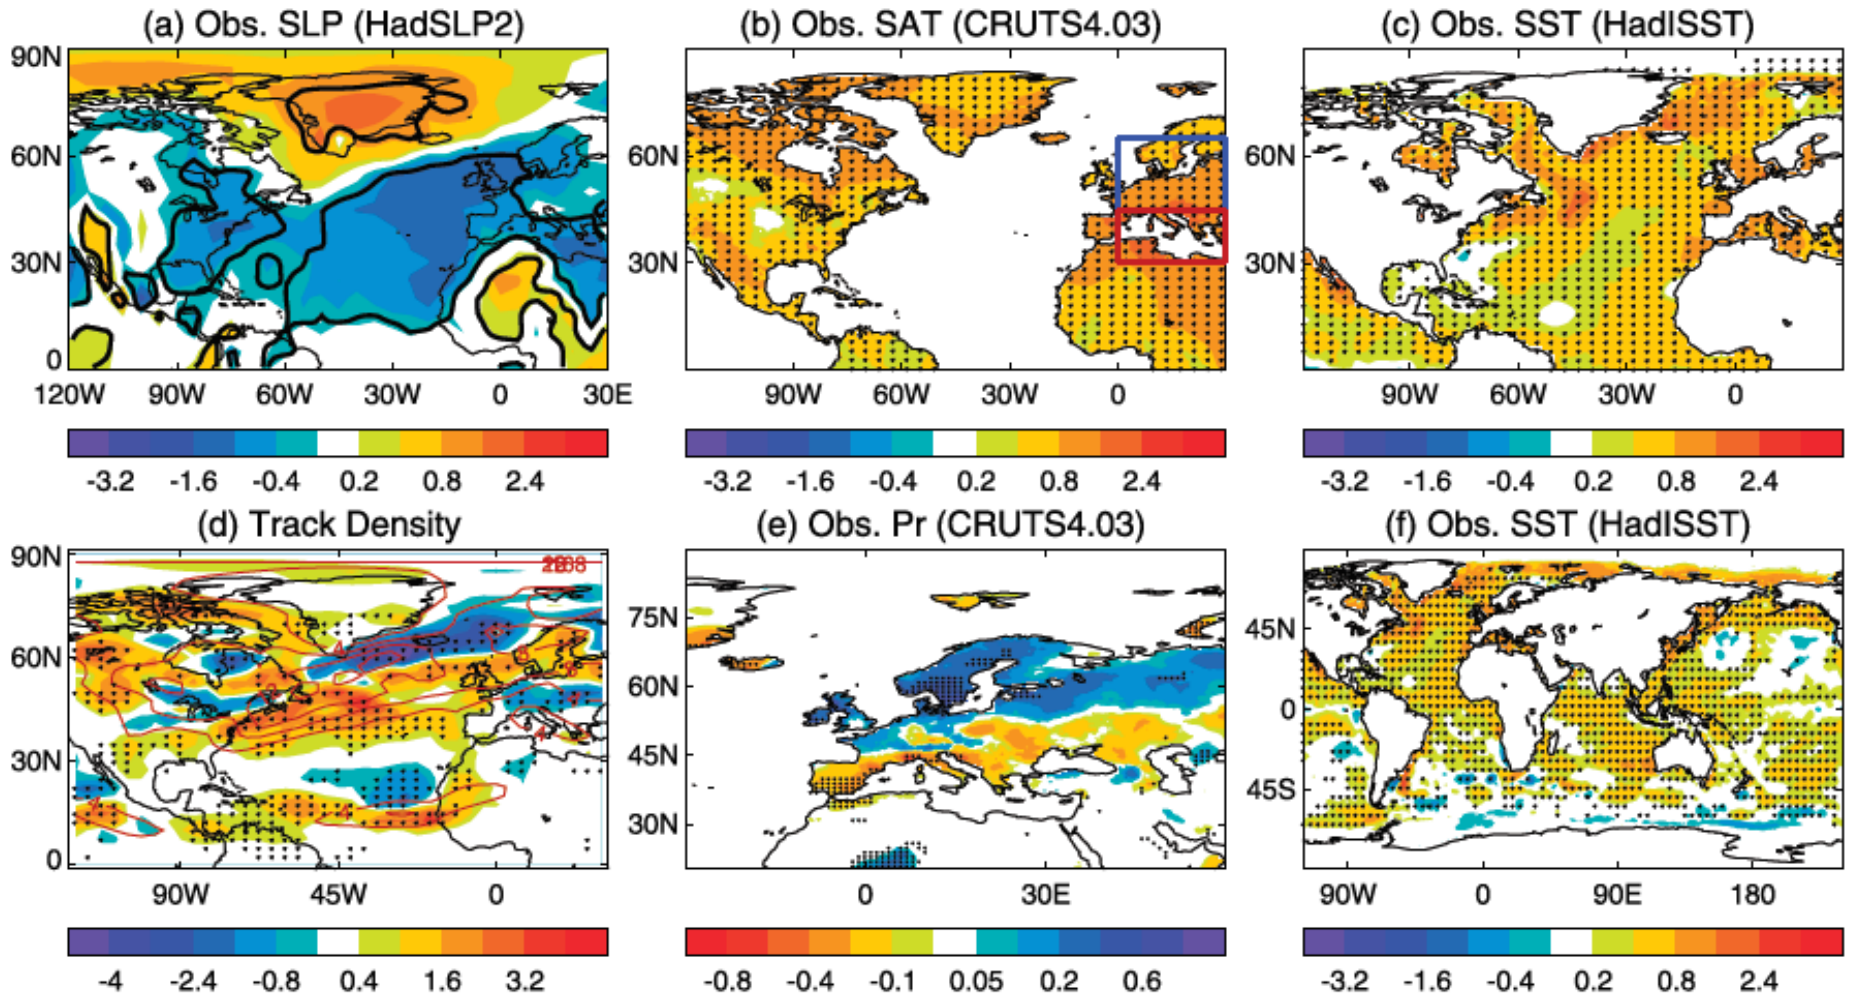 (a) Obs. SLP (HadSLP2)
(b) Obs. SAT (CRUTS4.03)
(c) Obs. SST (HadISST)
90N
60N
30N
0
120W 90W 60W 30W 0 30E
60N
30N
90W 60W 30W 0
60N
30N
90W 60W 30W 0
-3.2 -1.6 -0.4 0.2 0.8 2.4
-3.2 -1.6 -0.4 0.2 0.8 2.4
-3.2 -1.6 -0.4 0.2 0.8 2.4
(d) Track Density
(e) Obs. Pr (CRUTS4.03)
(f) Obs. SST (HadISST)
90N
60N
30N
0
90W 45W 0
75N
60N
45N
30N
0 30E
45N
0
45S
90W 0 90E 180
-4 -2.4 -0.8 0.4 1.6 3.2
-0.8 -0.4 -0.1 0.05 0.2 0.6
-3.2 -1.6 -0.4 0.2 0.8 2.4